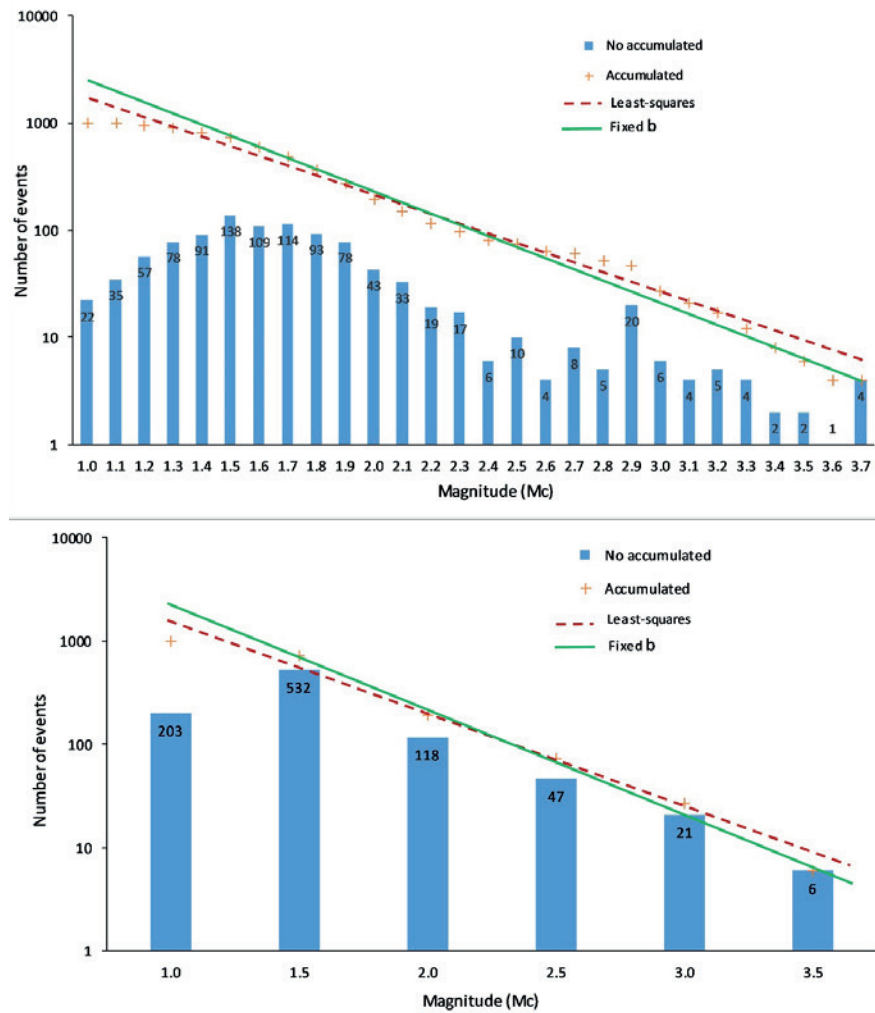 10000
1000
100
10
1
Number of events
No accumulated
Accumulated
Least-squares
Fixed b
22 35 57 78 91 138 109 114 93 78 43 33 19 17 6 10 4 8 5 20 6 4 5 4 2 2 1 4
1.0 1.1 1.2 1.3 1.4 1.5 1.6 1.7 1.8 1.9 2.0 2.1 2.2 2.3 2.4 2.5 2.6 2.7 2.8 2.9 3.0 3.1 3.2 3.3 3.4 3.5 3.6 3.7
Magnitude (Mc)
10000
1000
100
10
1
Number of events
No accumulated
Accumulated
Least-squares
Fixed b
203 532 118 47 21 6
1.0 1.5 2.0 2.5 3.0 3.5
Magnitude (Mc)